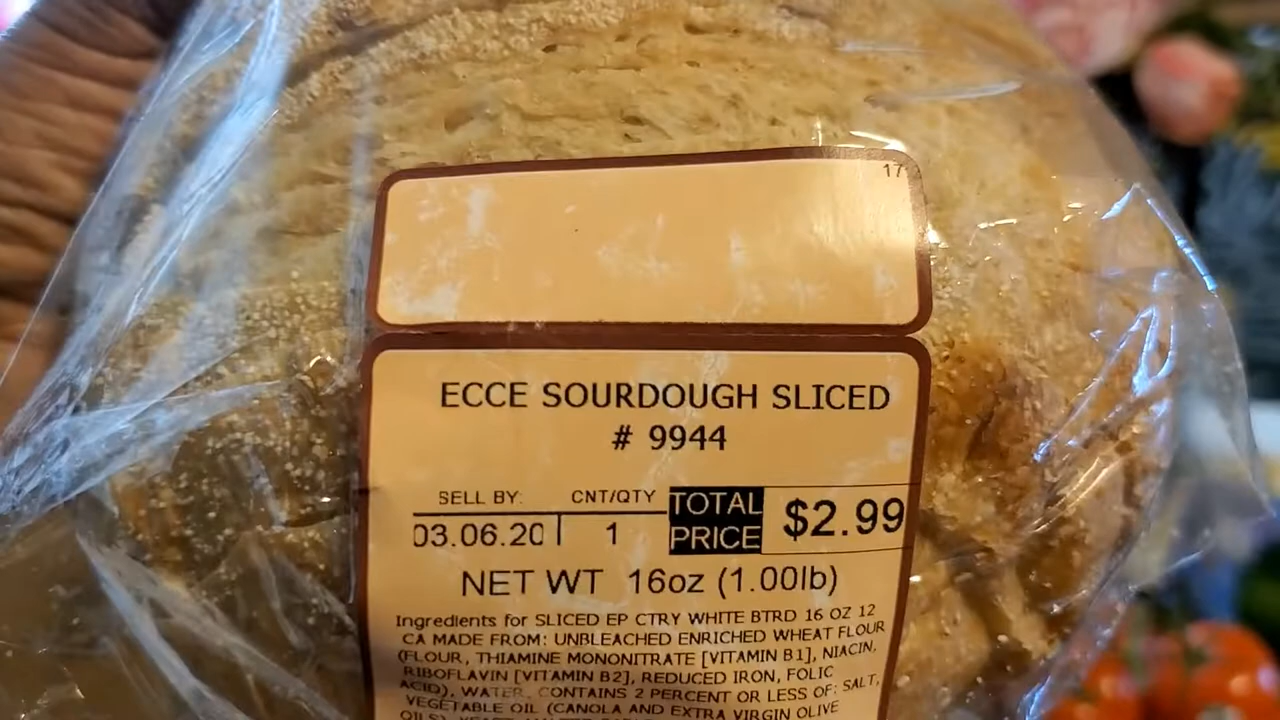 17
ECCE SOURDOUGH SLICED
# 9944
SELL BY: CNT/QTY TOTAL PRICE $2.99
03.06.20 1
NET WT 16oz (1.00lb)
Ingredients for SLICED EP CTRY WHITE BTRD 16 OZ 12
CA MADE FROM: UNBLEACHED ENRICHED WHEAT FLOUR
(FLOUR, THIAMINE MONONITRATE [VITAMIN B1], NIACIN,
RIBOFLAVIN [VITAMIN B2], REDUCED IRON, FOLIC
ACID), WATER, CONTAINS 2 PERCENT OR LESS OF: SALT,
VEGETABLE OIL (CANOLA AND EXTRA VIRGIN OLIVE
OILS),